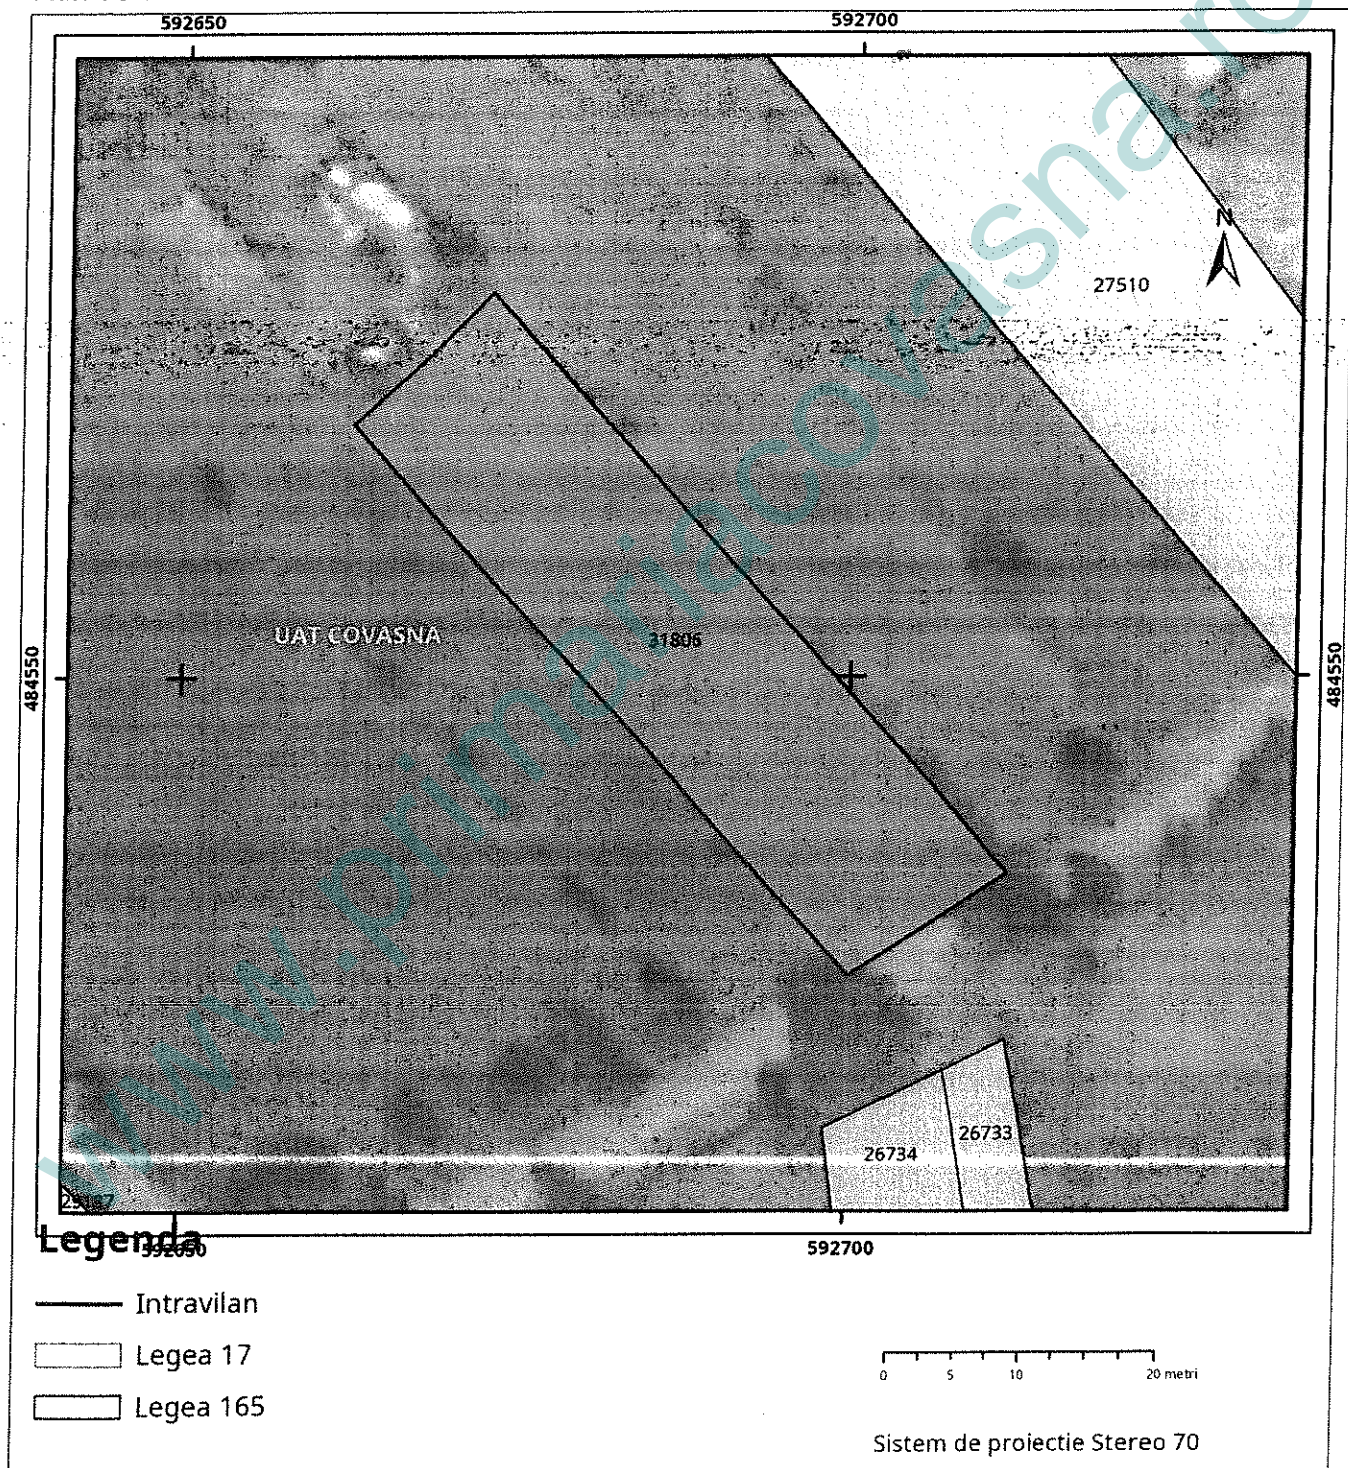 592650
592700
N
27510
484550
484550
UAT COVASNA
31806
26733
26734
Legenda
592650
592700
Intravilan
Legea 17
Legea 165
0 5 10 20 metri
Sistem de proiectie Stereo 70
www.primariacovasna.ro